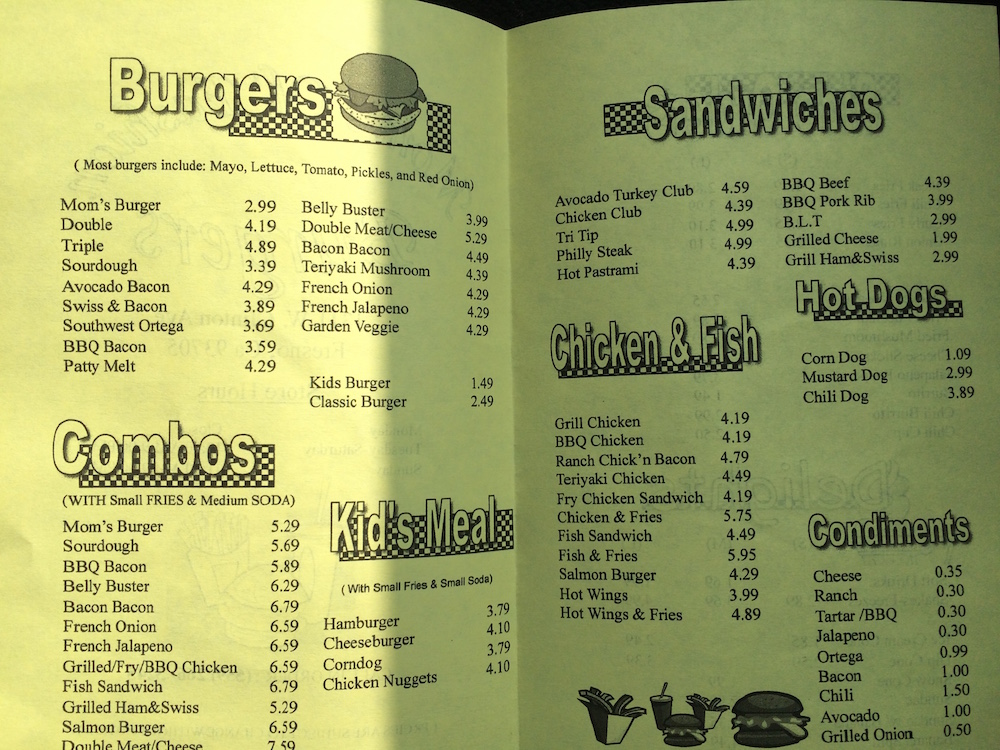 Burgers
( Most burgers include: Mayo, Lettuce, Tomato, Pickles, and Red Onion)
Mom's Burger 2.99
Double 4.19
Triple 4.89
Sourdough 3.39
Avocado Bacon 4.29
Swiss & Bacon 3.89
Southwest Ortega 3.69
BBQ Bacon 3.59
Patty Melt 4.29
Belly Buster 3.99
Double Meat/Cheese 5.29
Bacon Bacon 4.49
Teriyaki Mushroom 4.39
French Onion 4.29
French Jalapeno 4.29
Garden Veggie 4.29
Kids Burger 1.49
Classic Burger 2.49
Combos
(WITH Small FRIES & Medium SODA)
Mom's Burger 5.29
Sourdough 5.69
BBQ Bacon 5.89
Belly Buster 6.29
Bacon Bacon 6.79
French Onion 6.59
French Jalapeno 6.59
Grilled/Fry/BBQ Chicken 6.59
Fish Sandwich 6.79
Grilled Ham&Swiss 5.29
Salmon Burger 6.59
Double Meat/Cheese 7.59
Kid's Meal
(With Small Fries & Small Soda)
Hamburger 3.79
Cheeseburger 4.10
Corndog 3.79
Chicken Nuggets 4.10
Sandwiches
Avocado Turkey Club 4.59
Chicken Club 4.39
Tri Tip 4.99
Philly Steak 4.99
Hot Pastrami 4.39
BBQ Beef 4.39
BBQ Pork Rib 3.99
B.L.T 2.99
Grilled Cheese 1.99
Grill Ham&Swiss 2.99
Hot Dogs
Corn Dog 1.09
Mustard Dog 2.99
Chili Dog 3.89
Chicken & Fish
Grill Chicken 4.19
BBQ Chicken 4.19
Ranch Chick'n Bacon 4.79
Teriyaki Chicken 4.49
Fry Chicken Sandwich 4.19
Chicken & Fries 5.75
Fish Sandwich 4.49
Fish & Fries 5.95
Salmon Burger 4.29
Hot Wings 3.99
Hot Wings & Fries 4.89
Condiments
Cheese 0.35
Ranch 0.30
Tartar /BBQ 0.30
Jalapeno 0.30
Ortega 0.99
Bacon 1.00
Chili 1.50
Avocado 1.00
Grilled Onion 0.50